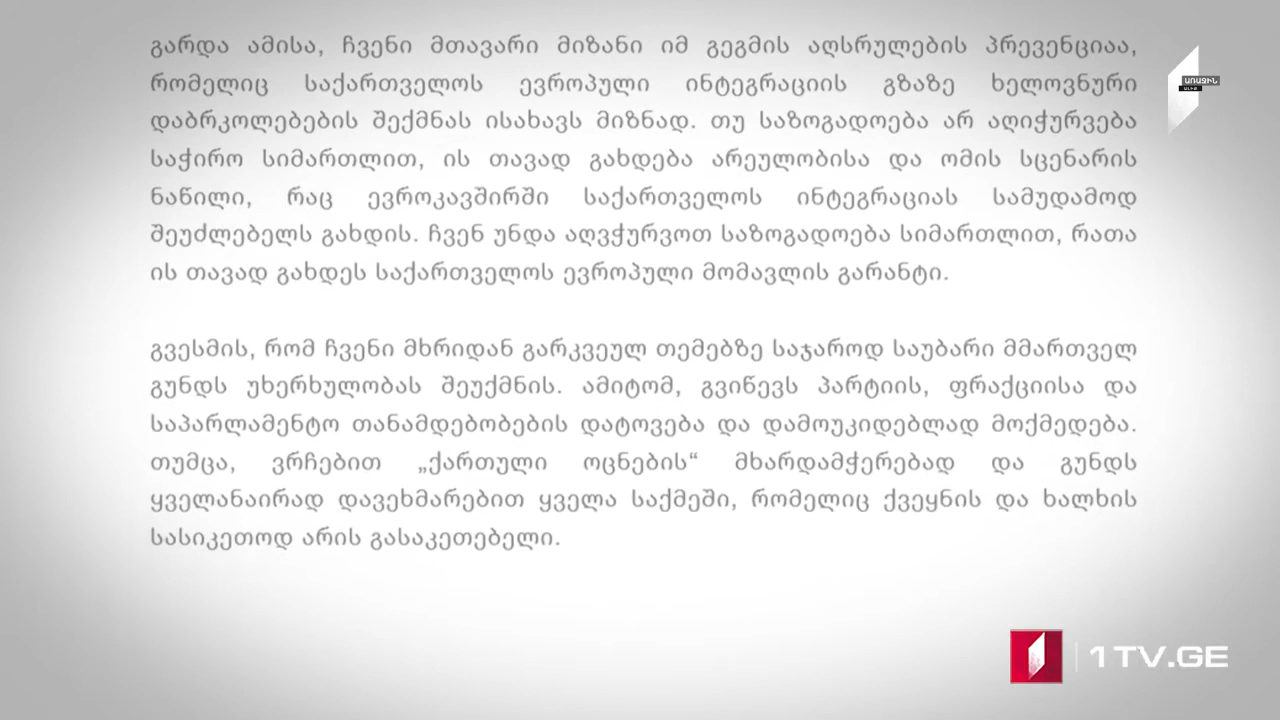 გარდა ამისა, ჩვენი მთავარი მიზანი იმ გეგმის აღსრულების პრევენციაა,
რომელიც საქართველოს ევროპული ინტეგრაციის გზაზე ხელოვნური
დაბრკოლებების შექმნას ისახავს მიზნად. თუ საზოგადოება არ აღიჭურვება
საჭირო სიმართლით, ის თავად გახდება არეულობისა და ომის სცენარის
ნაწილი, რაც ევროკავშირში საქართველოს ინტეგრაციას სამუდამოდ
შეუძლებელს გახდის. ჩვენ უნდა აღვჭურვოთ საზოგადოება სიმართლით, რათა
ის თავად გახდეს საქართველოს ევროპული მომავლის გარანტი.
გვესმის, რომ ჩვენი მხრიდან გარკვეულ თემებზე საჯაროდ საუბარი მმართველ
გუნდს უხერხულობას შეუქმნის. ამიტომ, გვიწევს პარტიის, ფრაქციისა და
საპარლამენტო თანამდებობების დატოვება და დამოუკიდებლად მოქმედება.
თუმცა, ვრჩებით „ქართული ოცნების“ მხარდამჭერებად და გუნდს
ყველანაირად დავეხმარებით ყველა საქმეში, რომელიც ქვეყნის და ხალხის
სასიკეთოდ არის გასაკეთებელი.
ԱՌԱՋԻՆ
ԱԼԻՔ
1TV.GE